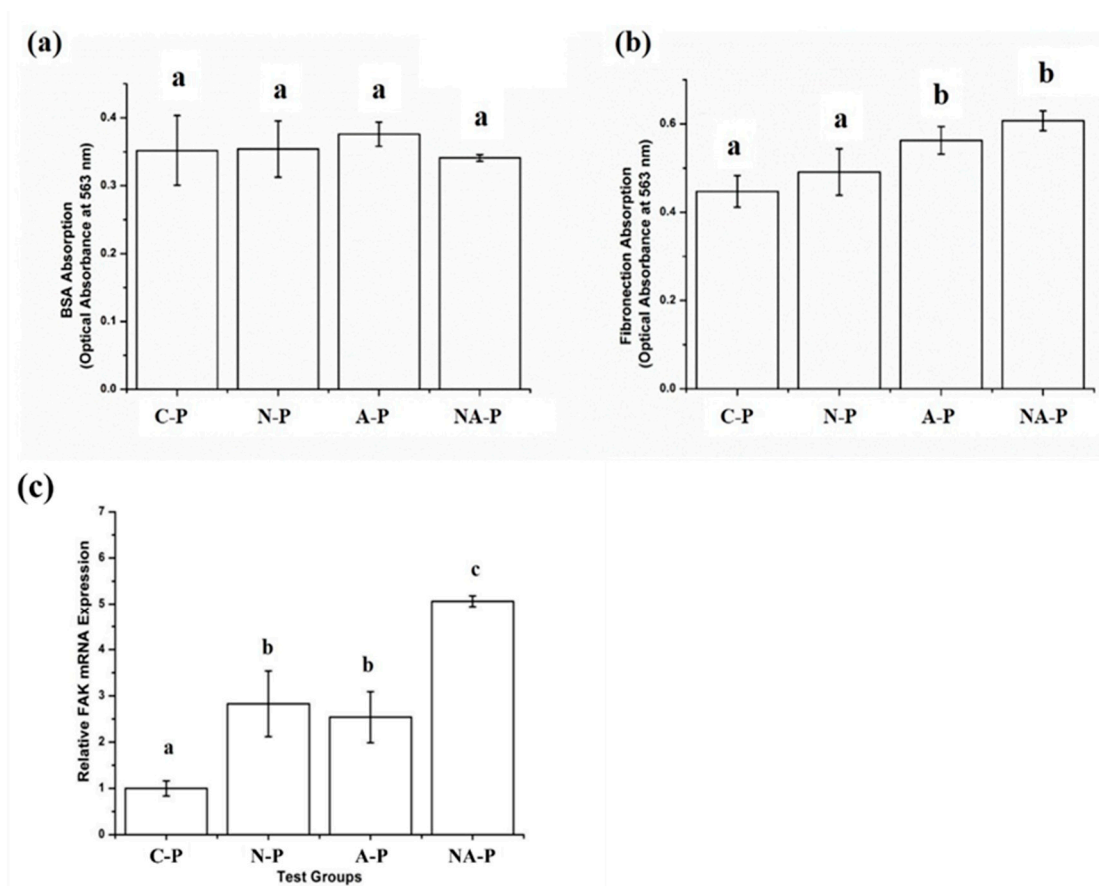 (a)
BSA Absorption
(Optical Absorbance at 563 nm)
a
a
a
a
0.4
0.3
0.2
0.1
0.0
C-P N-P A-P NA-P
(b)
Fibronection Absorption
(Optical Absorbance at 563 nm)
a
a
b
b
0.6
0.4
0.2
0.0
C-P N-P A-P NA-P
(c)
Relative FAK mRNA Expression
a
b
b
c
7
6
5
4
3
2
1
0
C-P N-P A-P NA-P
Test Groups